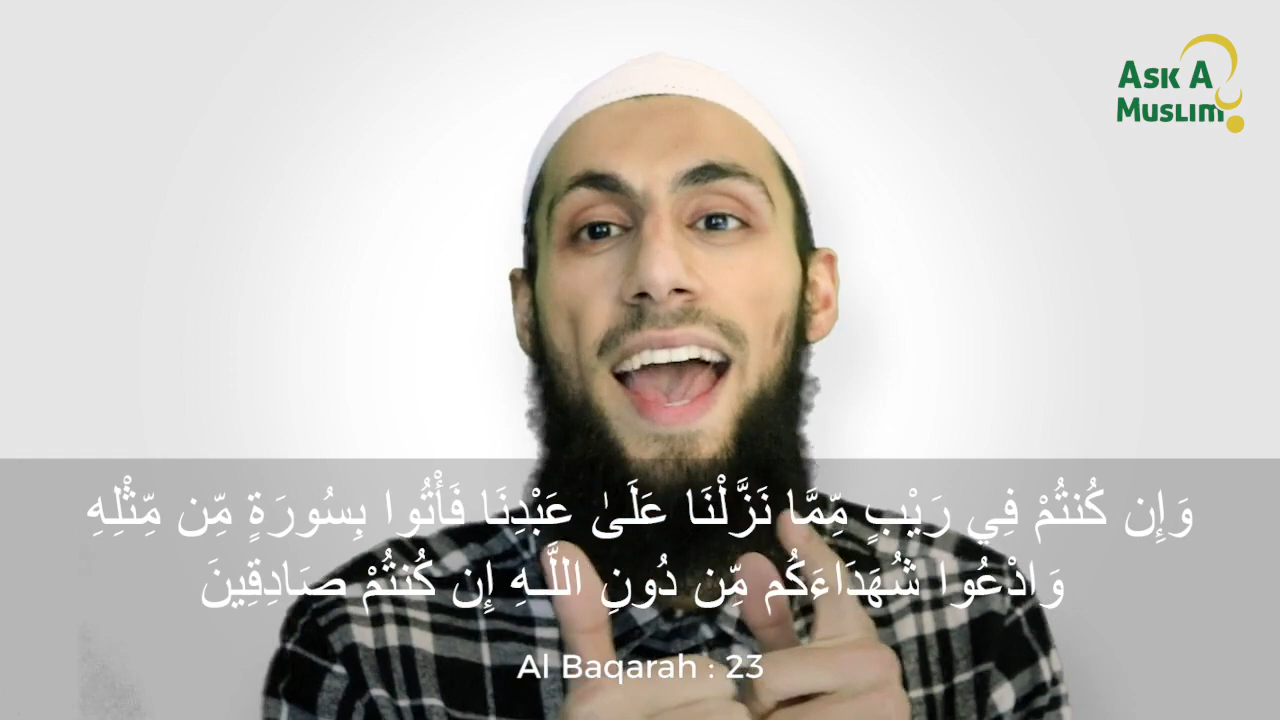 Ask A
Muslim
وَإِن كُنتُمْ فِي رَيْبٍ مِّمَّا نَزَّلْنَا عَلَىٰ عَبْدِنَا فَأْتُوا بِسُورَةٍ مِّن مِّثْلِهِ
وَادْعُوا شُهَدَاءَكُم مِّن دُونِ اللَّـهِ إِن كُنتُمْ صَادِقِينَ
Al Baqarah : 23